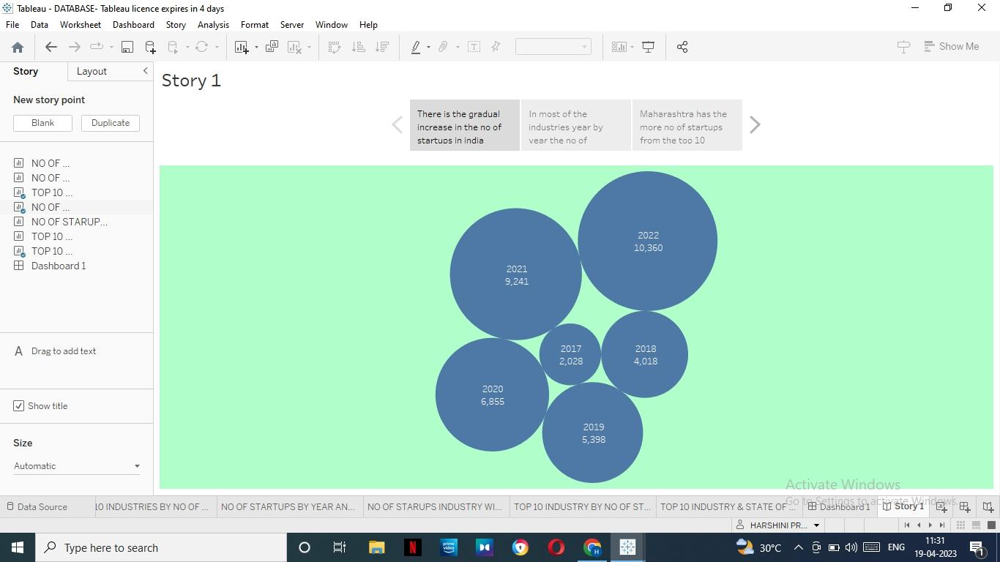 Tableau - DATABASE- Tableau licence expires in 4 days
File Data Worksheet Dashboard Story Analysis Format Server Window Help
Show Me
Story Layout
Story 1
New story point
Blank Duplicate
There is the gradual
increase in the no of
startups in india
In most of the
industries year by
year the no of
Maharashtra has the
more no of startups
from the top 10
NO OF ...
NO OF ...
TOP 10 ...
NO OF ...
NO OF STARUP...
TOP 10 ...
TOP 10 ...
Dashboard 1
A Drag to add text
Show title
Size
Automatic
2022
10,360
2021
9,241
2017
2,028
2018
4,018
2020
6,855
2019
5,398
Activate Windows
Go to Settings to activate Windows.
Data Source 10 INDUSTRIES BY NO OF ... NO OF STARTUPS BY YEAR AN... NO OF STARUPS INDUSTRY WI... TOP 10 INDUSTRY BY NO OF ST... TOP 10 INDUSTRY & STATE OF ... Dashboard 1 Story 1
HARSHINI PR...
Type here to search
N
prime video
H
30°C
ENG
11:31
19-04-2023
1